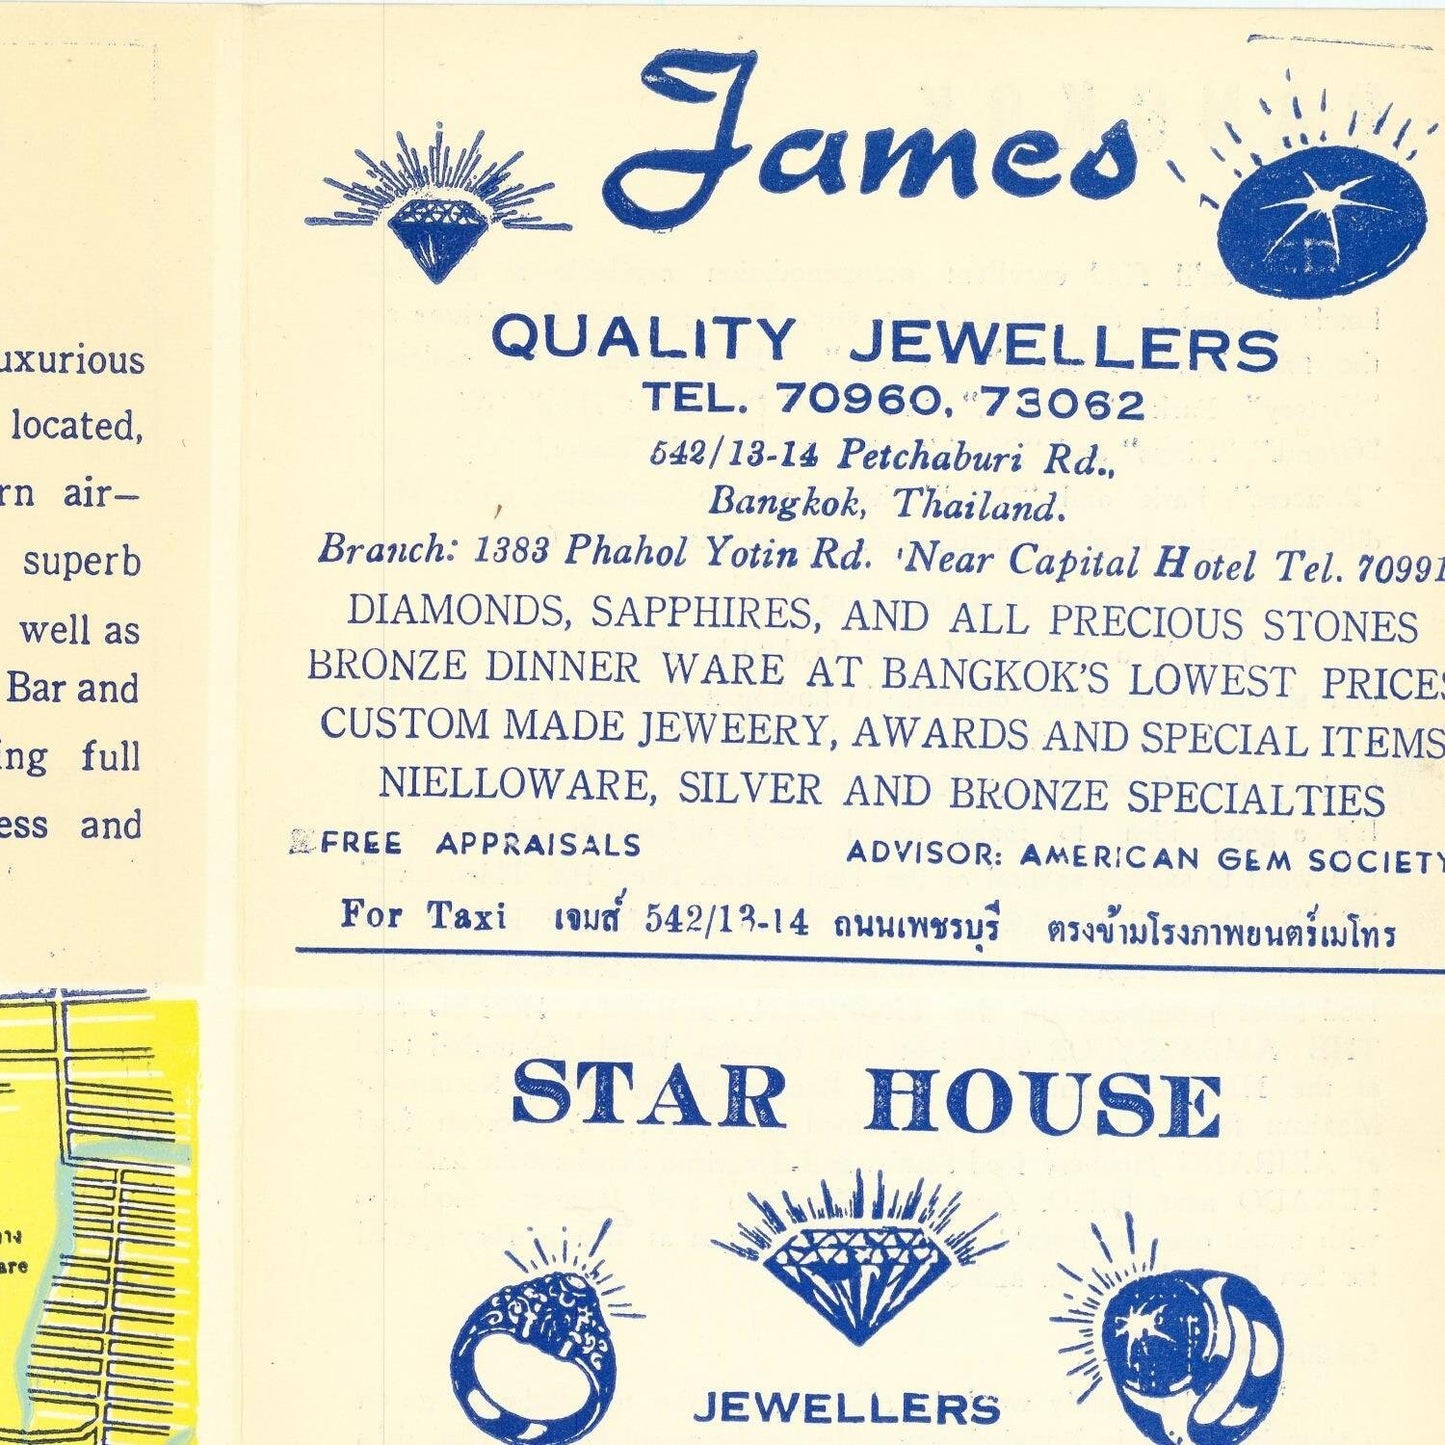 James
QUALITY JEWELLERS
TEL. 70960, "73062
542/13-14 Petchaburi Rd.,"
Bangkok, Thailand.
Branch: 1383 Phahol Yotin Rd. 'Near Capital Hotel Tel. 70991
DIAMONDS, SAPPHIRES, AND ALL PRECIOUS STONES
BRONZE DINNER WARE AT BANGKOK'S LOWEST PRICES
CUSTOM MADE JEWEERY, AWARDS AND SPECIAL ITEMS
NIELLOWARE, SILVER AND BRONZE SPECIALTIES
FREE APPRAISALS ADVISOR: AMERICAN GEM SOCIETY
For Taxi เจมส์ 542/13-14 ถนนเพชรบุรี ตรงข้ามโรงภาพยนตร์เมโทร
STAR HOUSE
JEWELLERS
uxurious
located,
rn air—
superb
well as
Bar and
ing full
ess and
าง
are